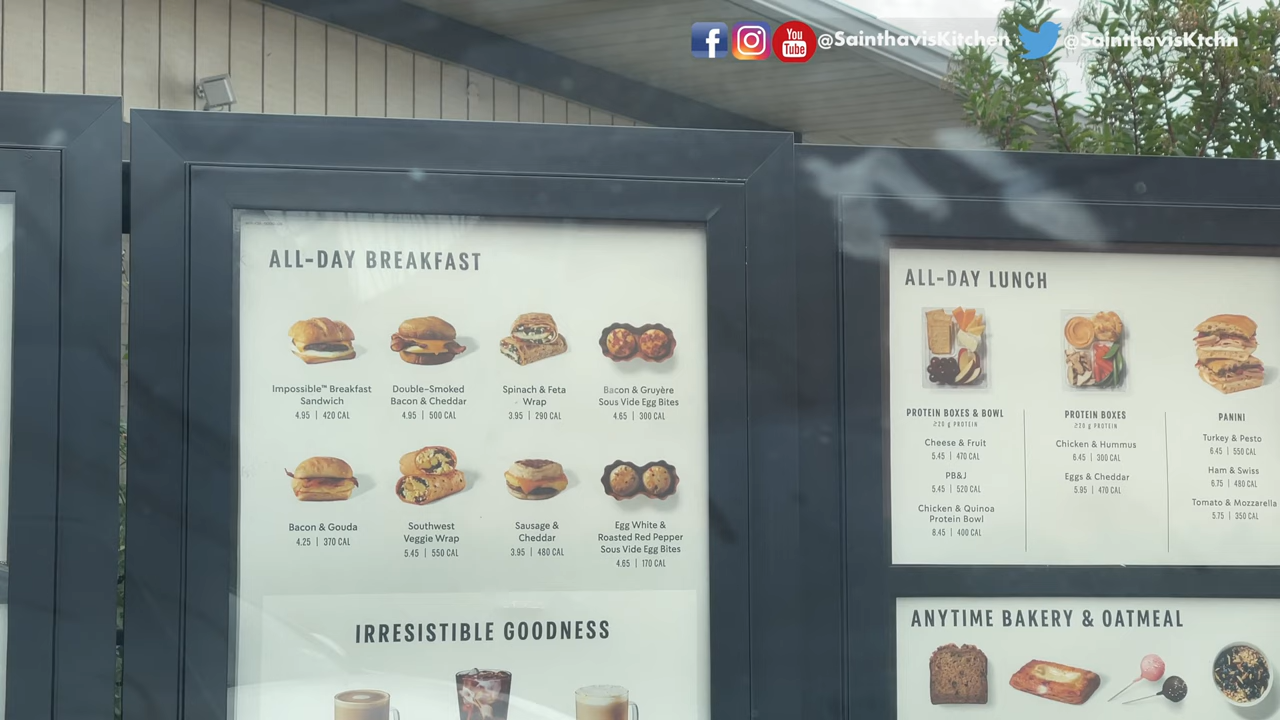 You
Tube
@SainthavisKitchen
@SainthavisKtchn
ALL-DAY BREAKFAST
Impossible™ Breakfast
Sandwich
4.95 | 420 CAL
Double-Smoked
Bacon & Cheddar
4.95 | 500 CAL
Spinach & Feta
Wrap
3.95 | 290 CAL
Bacon & Gruyère
Sous Vide Egg Bites
4.65 | 300 CAL
Bacon & Gouda
4.25 | 370 CAL
Southwest
Veggie Wrap
5.45 | 550 CAL
Sausage &
Cheddar
3.95 | 480 CAL
Egg White &
Roasted Red Pepper
Sous Vide Egg Bites
4.65 | 170 CAL
IRRESISTIBLE GOODNESS
ALL-DAY LUNCH
PROTEIN BOXES & BOWL
≥20 g PROTEIN
Cheese & Fruit
5.45 | 470 CAL
PB&J
5.45 | 520 CAL
Chicken & Quinoa
Protein Bowl
8.45 | 400 CAL
PROTEIN BOXES
≥20 g PROTEIN
Chicken & Hummus
6.45 | 300 CAL
Eggs & Cheddar
5.95 | 470 CAL
PANINI
Turkey & Pesto
6.45 | 550 CAL
Ham & Swiss
6.75 | 480 CAL
Tomato & Mozzarella
5.75 | 350 CAL
ANYTIME BAKERY & OATMEAL